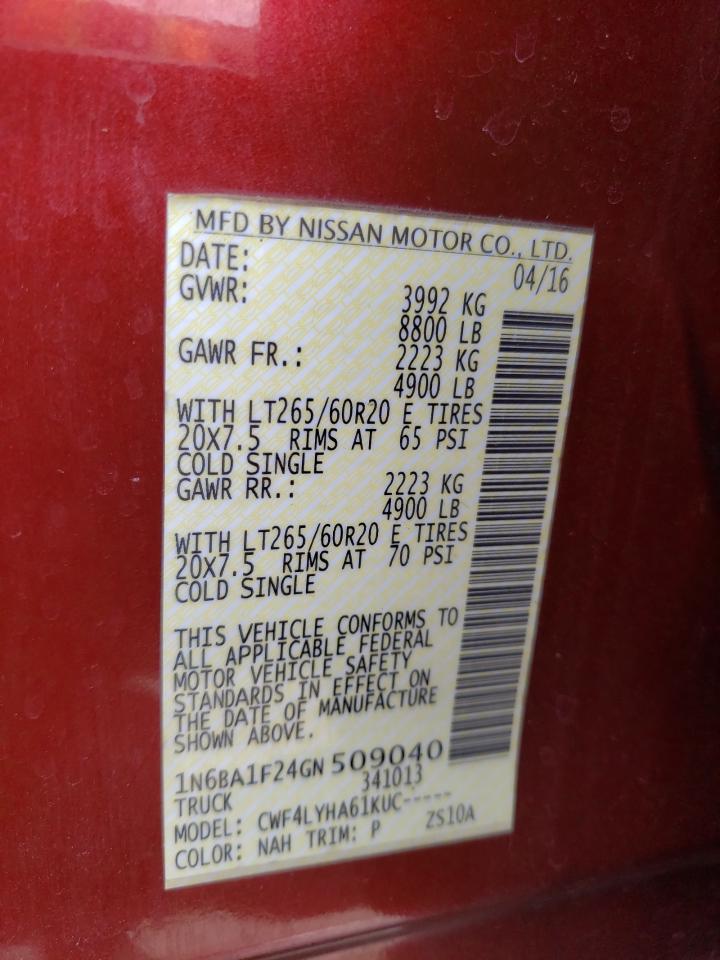 MFD BY NISSAN MOTOR CO., LTD.
DATE: 04/16
GVWR: 3992 KG
8800 LB
GAWR FR.: 2223 KG
4900 LB
WITH LT265/60R20 E TIRES
20X7.5 RIMS AT 65 PSI
COLD SINGLE
GAWR RR.: 2223 KG
4900 LB
WITH LT265/60R20 E TIRES
20X7.5 RIMS AT 70 PSI
COLD SINGLE
THIS VEHICLE CONFORMS TO
ALL APPLICABLE FEDERAL
MOTOR VEHICLE SAFETY
STANDARDS IN EFFECT ON
THE DATE OF MANUFACTURE
SHOWN ABOVE.
1N6BA1F24GN 509040
TRUCK 341013
MODEL: CWF4LYHA61KUC-----
COLOR: NAH TRIM: P ZS10A